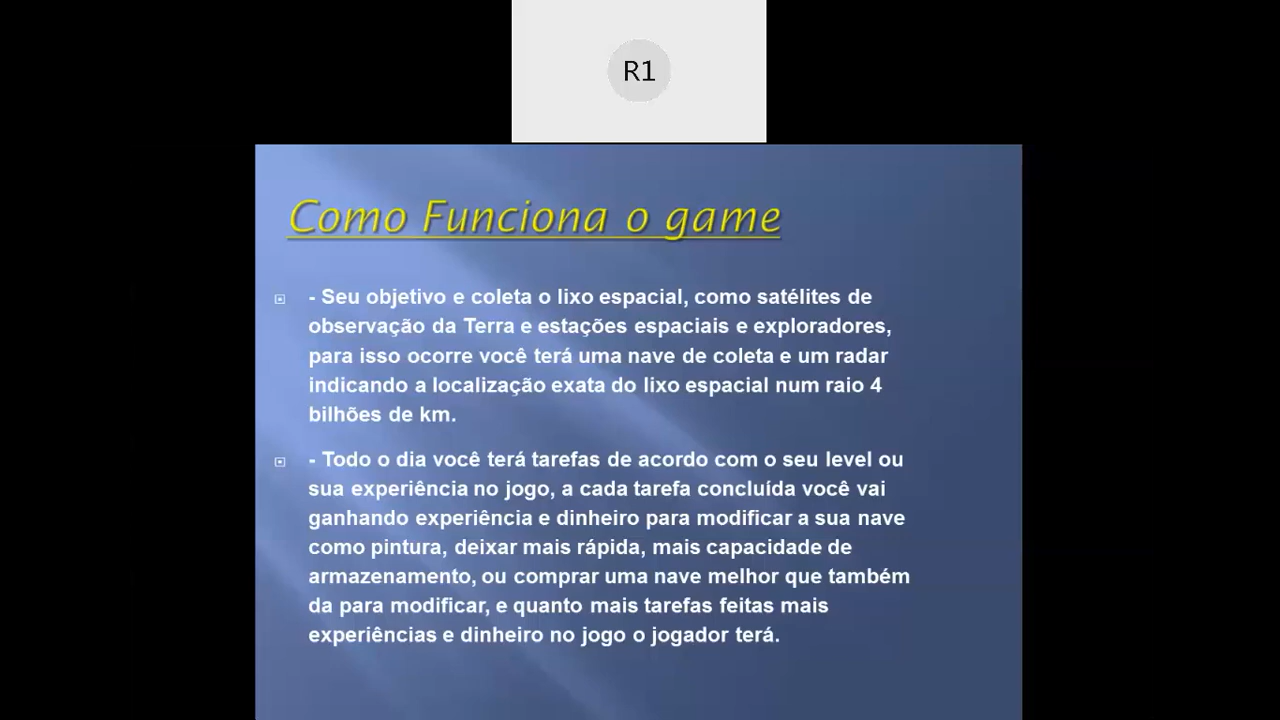 R1
Como Funciona o game
- Seu objetivo e coleta o lixo espacial, como satélites de
observação da Terra e estações espaciais e exploradores,
para isso ocorre você terá uma nave de coleta e um radar
indicando a localização exata do lixo espacial num raio 4
bilhões de km.
- Todo o dia você terá tarefas de acordo com o seu level ou
sua experiência no jogo, a cada tarefa concluída você vai
ganhando experiência e dinheiro para modificar a sua nave
como pintura, deixar mais rápida, mais capacidade de
armazenamento, ou comprar uma nave melhor que também
da para modificar, e quanto mais tarefas feitas mais
experiências e dinheiro no jogo o jogador terá.